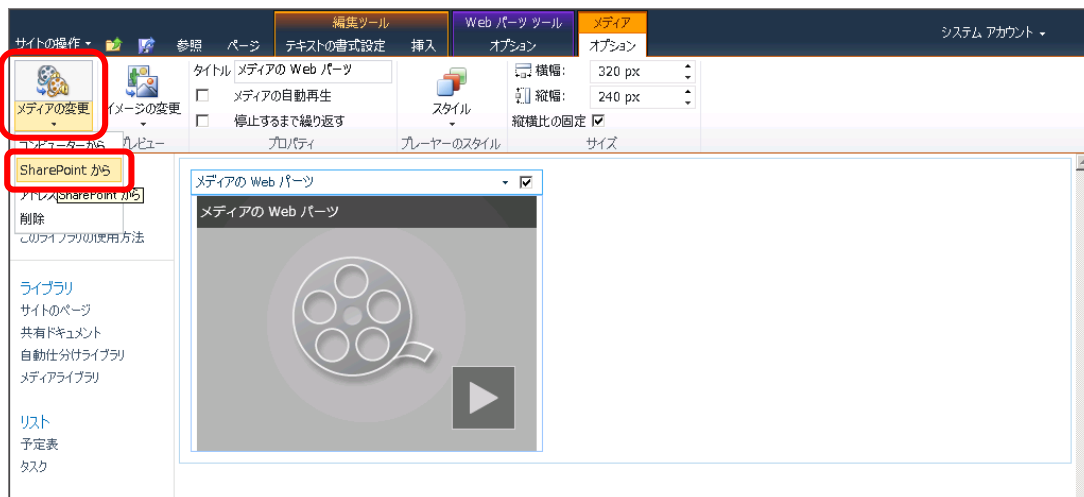 編集ツール Web パーツ ツール メディア
サイトの操作 参照 ページ テキストの書式設定 挿入 オプション オプション システム アカウント
メディアの変更
イメージの変更
タイトル メディアの Web パーツ
メディアの自動再生
停止するまで繰り返す
スタイル
横幅: 320 px
縦幅: 240 px
縦横比の固定
コンピューターから プレビュー プロパティ プレーヤーのスタイル サイズ
SharePoint から
アドレス SharePoint から
削除
このライブラリの使用方法
メディアの Web パーツ
メディアの Web パーツ
ライブラリ
サイトのページ
共有ドキュメント
自動仕分けライブラリ
メディアライブラリ
リスト
予定表
タスク